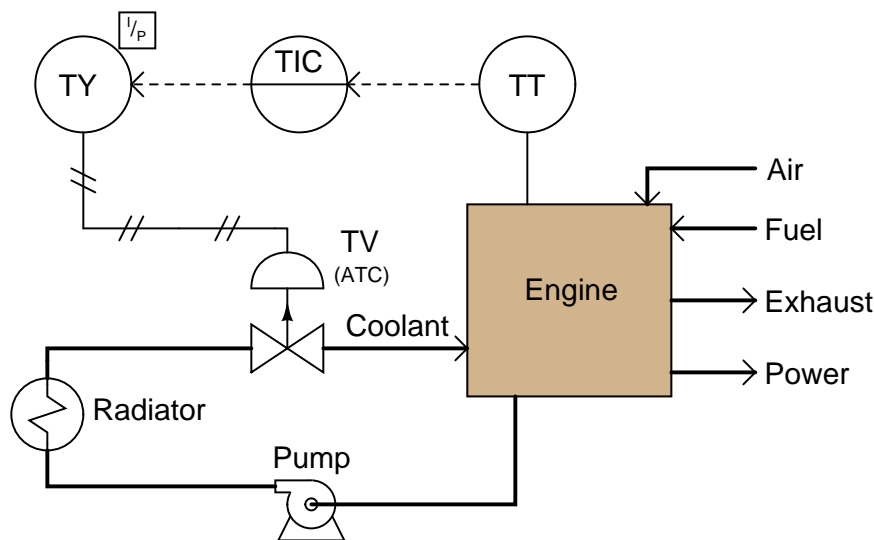 I/P
TY
TIC
TT
Air
Fuel
TV
(ATC)
Engine
Exhaust
Coolant
Power
Radiator
Pump